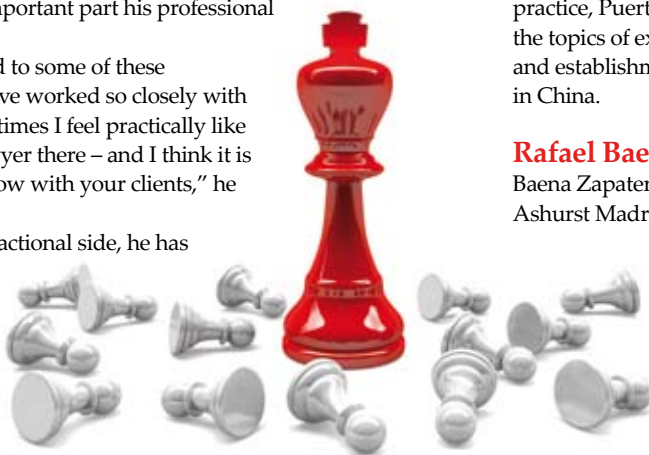 mportant part his professional
d to some of these
ve worked so closely with
times I feel practically like
yer there – and I think it is
ow with your clients,” he
actional side, he has
practice, Puert
the topics of ex
and establishm
in China.
Rafael Bae
Baena Zapater
Ashurst Madr